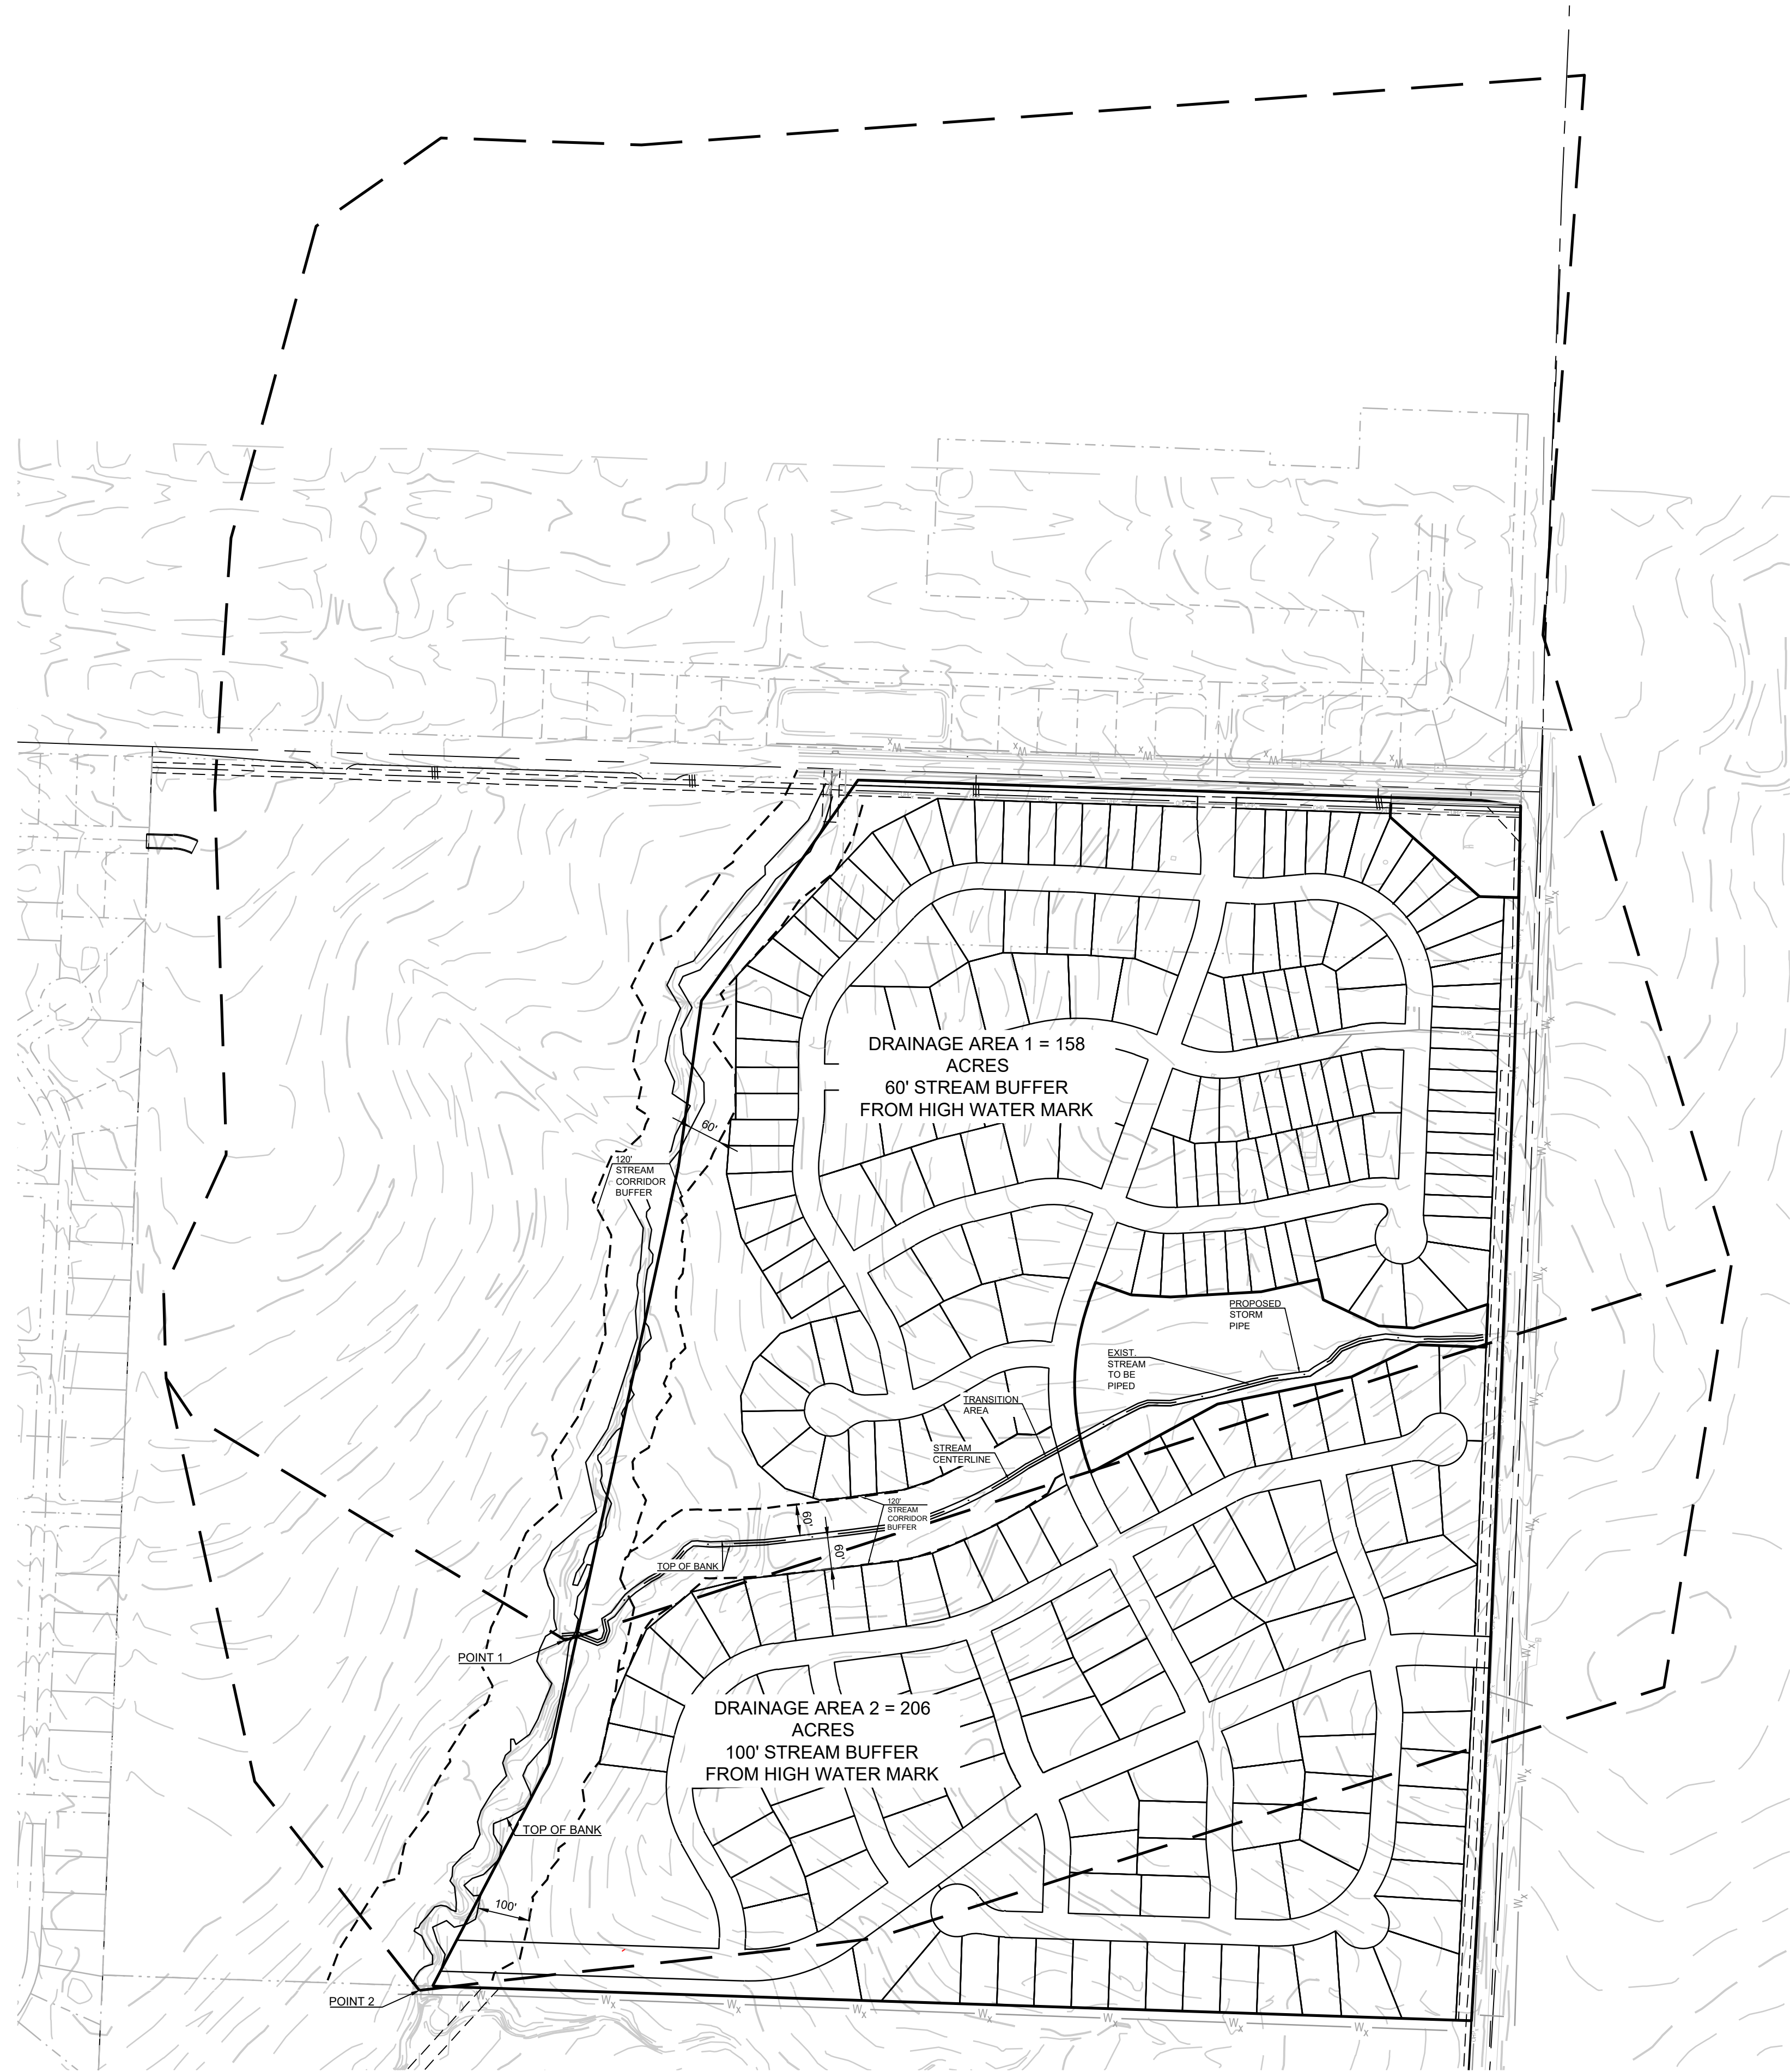 DRAINAGE AREA 1 = 158
ACRES
60' STREAM BUFFER
FROM HIGH WATER MARK
60'
120'
STREAM
CORRIDOR
BUFFER
PROPOSED
STORM
PIPE
EXIST.
STREAM
TO BE
PIPED
TRANSITION
AREA
STREAM
CENTERLINE
120'
STREAM
CORRIDOR
BUFFER
60'
60'
TOP OF BANK
POINT 1
DRAINAGE AREA 2 = 206
ACRES
100' STREAM BUFFER
FROM HIGH WATER MARK
TOP OF BANK
100'
POINT 2